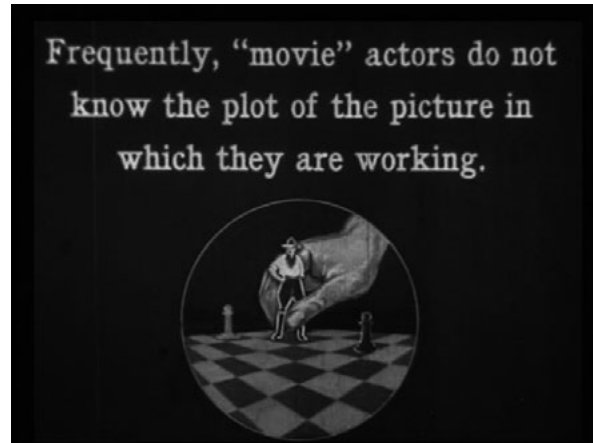 Frequently, “movie” actors do not
know the plot of the picture in
which they are working.